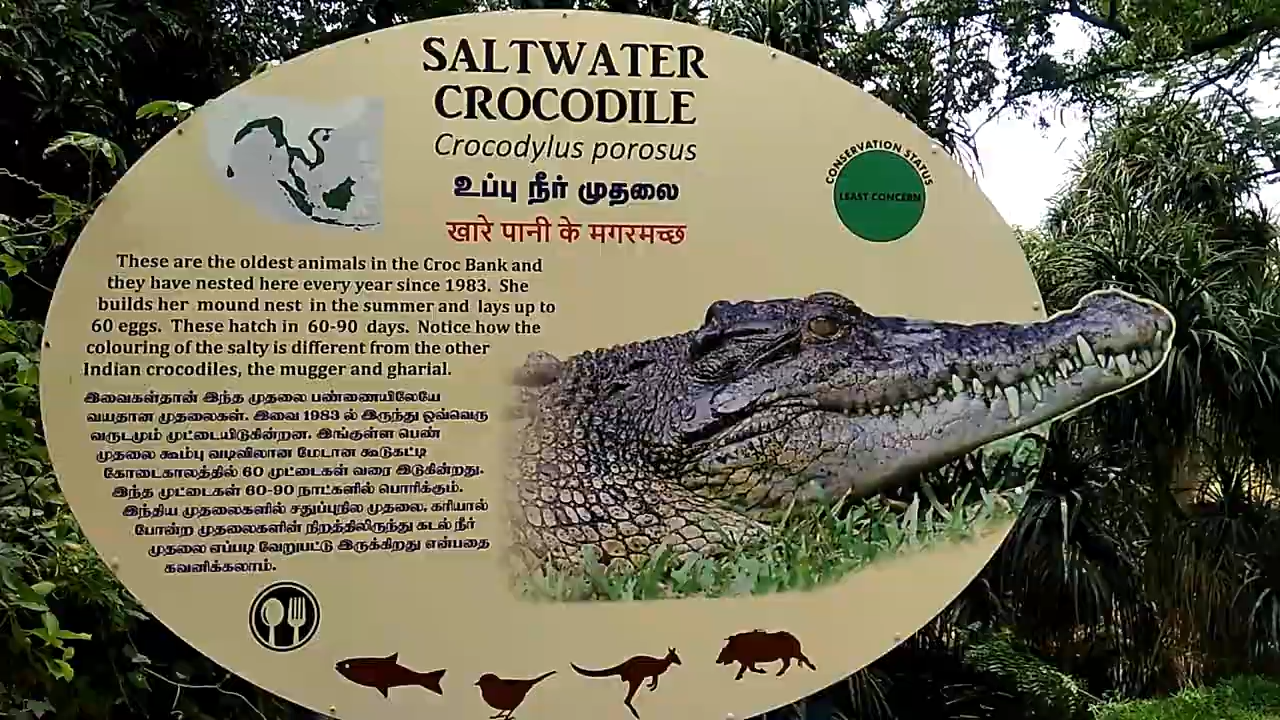 SALTWATER
CROCODILE
Crocodylus porosus
உப்பு நீர் முதலை
खारे पानी के मगरमच्छ
CONSERVATION STATUS
LEAST CONCERN
These are the oldest animals in the Croc Bank and
they have nested here every year since 1983. She
builds her mound nest in the summer and lays up to
60 eggs. These hatch in 60-90 days. Notice how the
colouring of the salty is different from the other
Indian crocodiles, the mugger and gharial.
இவைகள்தான் இந்த முதலை பண்ணையிலேயே
வயதான முதலைகள். இவை 1983 ல் இருந்து ஒவ்வெரு
வருடமும் முட்டையிடுகின்றன. இங்குள்ள பெண்
முதலை கூம்பு வடிவிலான மேடான கூடுகட்டி
கோடைகாலத்தில் 60 முட்டைகள் வரை இடுகின்றது.
இந்த முட்டைகள் 60-90 நாட்களில் பொரிக்கும்.
இந்திய முதலைகளில் சதுப்புநில முதலை, கரியால்
போன்ற முதலைகளின் நிறத்திலிருந்து கடல் நீர்
முதலை எப்படி வேறுபட்டு இருக்கிறது என்பதை
கவனிக்கலாம்.